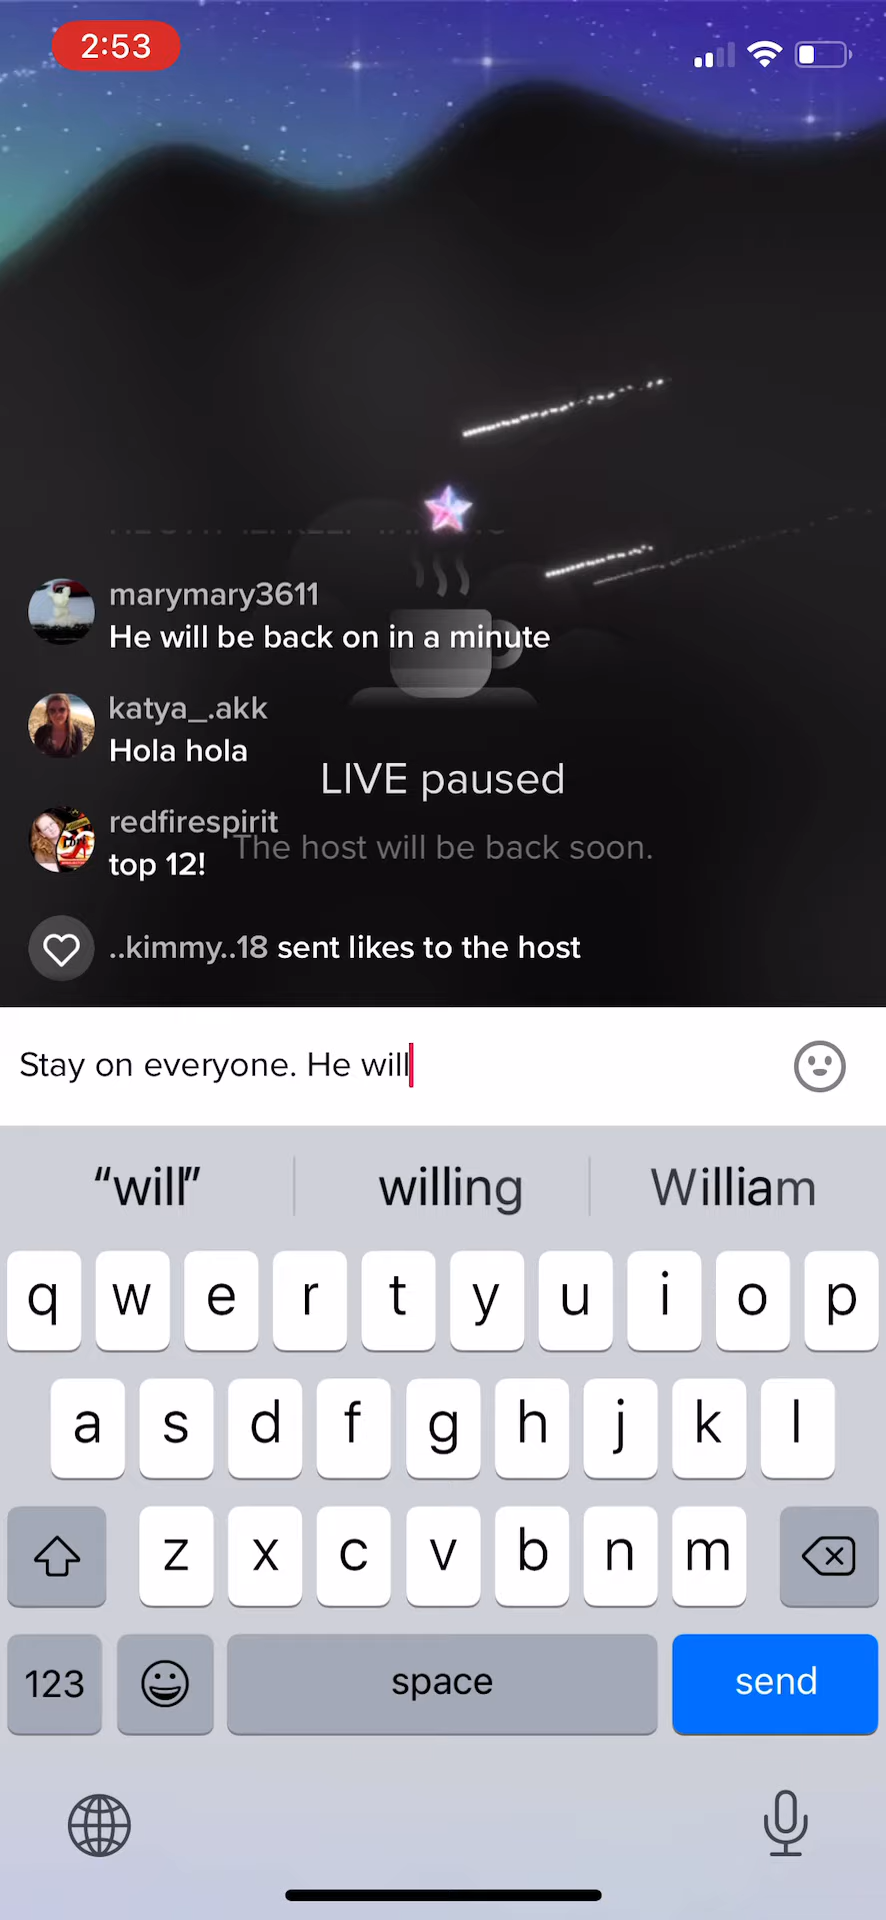 2:53
marymary3611
He will be back on in a minute
katya_.akk
Hola hola
LIVE paused
redfirespirit
The host will be back soon.
top 12!
..kimmy..18 sent likes to the host
Stay on everyone. He will
“will” willing William
q w e r t y u i o p
a s d f g h j k l
z x c v b n m
123 space send